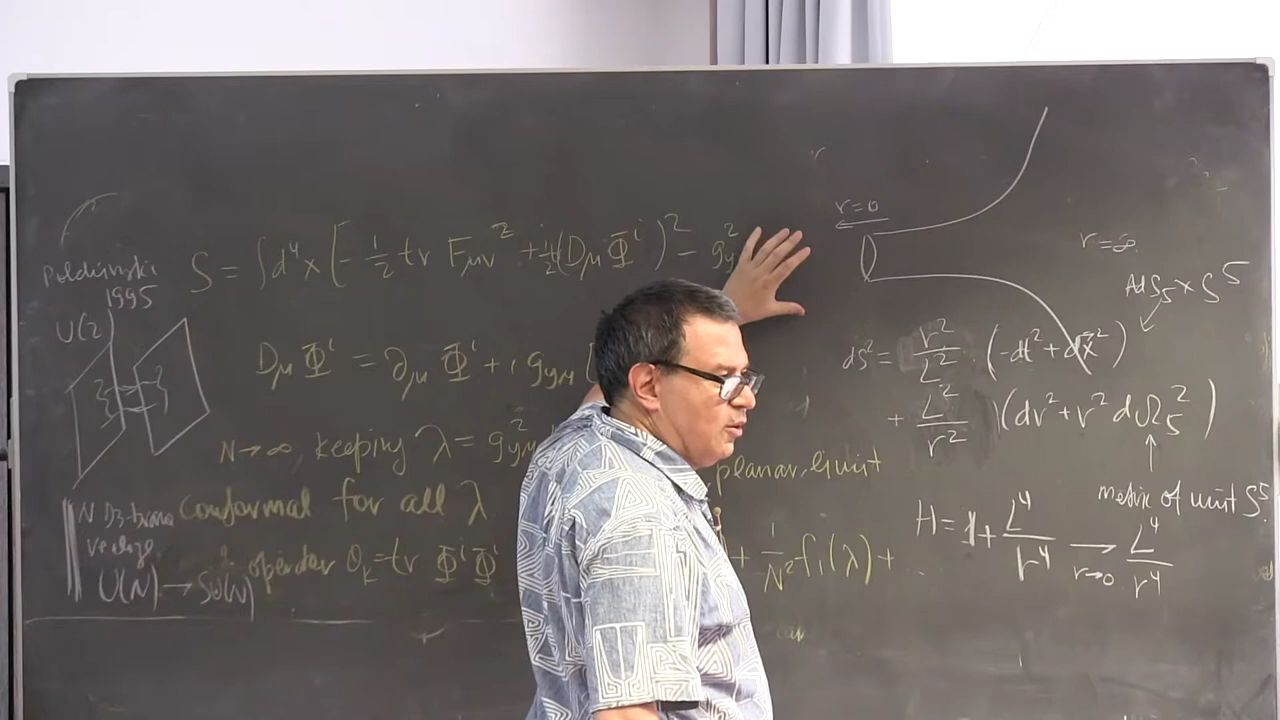 Polchinski
1995
U(2)
S = ∫d⁴x [-1/2 tr F_μν² + 1/2 (D_μ Φ̄ⁱ)² - g_y²
D_μ Φ̄ⁱ = ∂_μ Φ̄ⁱ + i g_YM [
N→∞, keeping λ = g_YM²
planar limit
conformal for all λ
N D3-brane
U(N) → SU(N)
operator O_k = tr Φ̄ⁱ Φ̄ⁱ
+ 1/N² f₁(λ) + ...
r=0
r=∞
AdS₅ × S⁵
ds² = r²/L² (-dt² + dx̄²)
+ L²/r² (dr² + r² dΩ₅²)
metric of unit S⁵.
H = 1 + L⁴/r⁴ → r→0 L⁴/r⁴